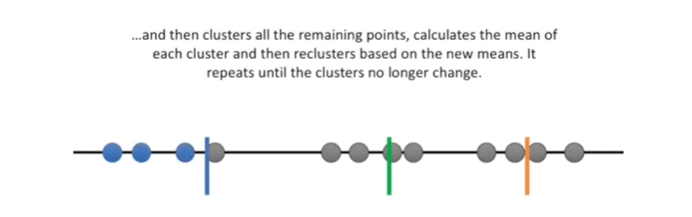 ...and then clusters all the remaining points, calculates the mean of
each cluster and then reclusters based on the new means. It
repeats until the clusters no longer change.